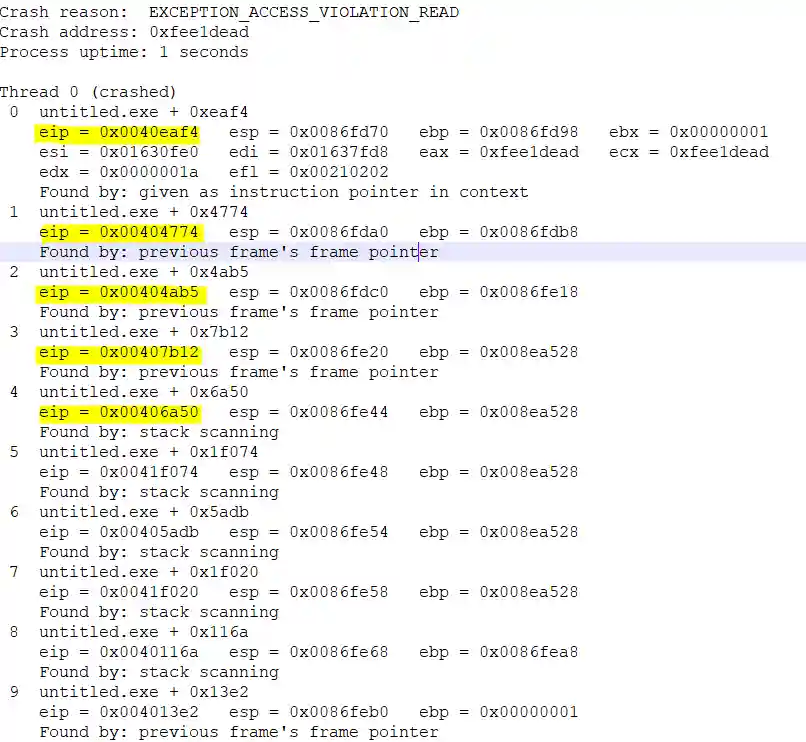 Crash reason:  EXCEPTION_ACCESS_VIOLATION_READ
Crash address: 0xfee1dead
Process uptime: 1 seconds
Thread 0 (crashed)
0  untitled.exe + 0xeaf4
eip = 0x0040eaf4   esp = 0x0086fd70   ebp = 0x0086fd98   ebx = 0x00000001
esi = 0x01630fe0   edi = 0x01637fd8   eax = 0xfee1dead   ecx = 0xfee1dead
edx = 0x0000001a   efl = 0x00210202
Found by: given as instruction pointer in context
1  untitled.exe + 0x4774
eip = 0x00404774   esp = 0x0086fda0   ebp = 0x0086fdb8
Found by: previous frame's frame pointer
2  untitled.exe + 0x4ab5
eip = 0x00404ab5   esp = 0x0086fdc0   ebp = 0x0086fe18
Found by: previous frame's frame pointer
3  untitled.exe + 0x7b12
eip = 0x00407b12   esp = 0x0086fe20   ebp = 0x008ea528
Found by: previous frame's frame pointer
4  untitled.exe + 0x6a50
eip = 0x00406a50   esp = 0x0086fe44   ebp = 0x008ea528
Found by: stack scanning
5  untitled.exe + 0x1f074
eip = 0x0041f074   esp = 0x0086fe48   ebp = 0x008ea528
Found by: stack scanning
6  untitled.exe + 0x5adb
eip = 0x00405adb   esp = 0x0086fe54   ebp = 0x008ea528
Found by: stack scanning
7  untitled.exe + 0x1f020
eip = 0x0041f020   esp = 0x0086fe58   ebp = 0x008ea528
Found by: stack scanning
8  untitled.exe + 0x116a
eip = 0x0040116a   esp = 0x0086fe68   ebp = 0x0086fea8
Found by: stack scanning
9  untitled.exe + 0x13e2
eip = 0x004013e2   esp = 0x0086feb0   ebp = 0x00000001
Found by: previous frame's frame pointer